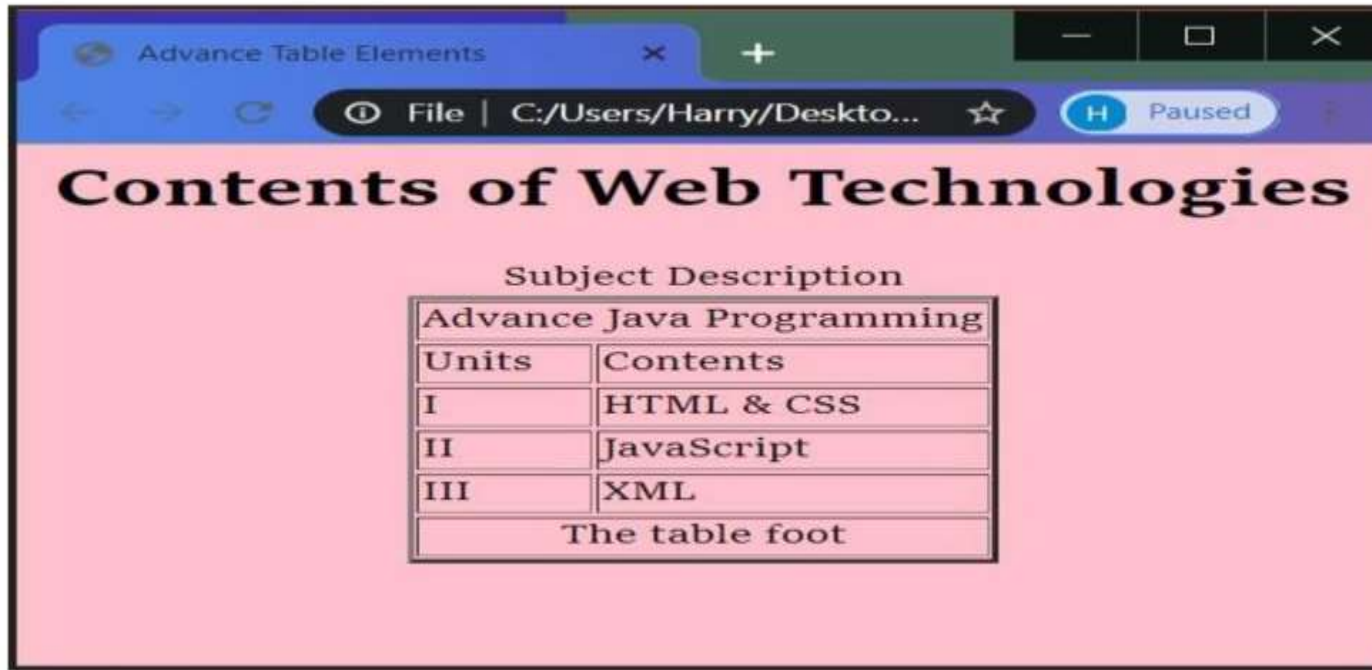 Advance Table Elements
File | C:/Users/Harry/Deskto... H Paused
Contents of Web Technologies
Subject Description
Advance Java Programming
Units Contents
I HTML & CSS
II JavaScript
III XML
The table foot